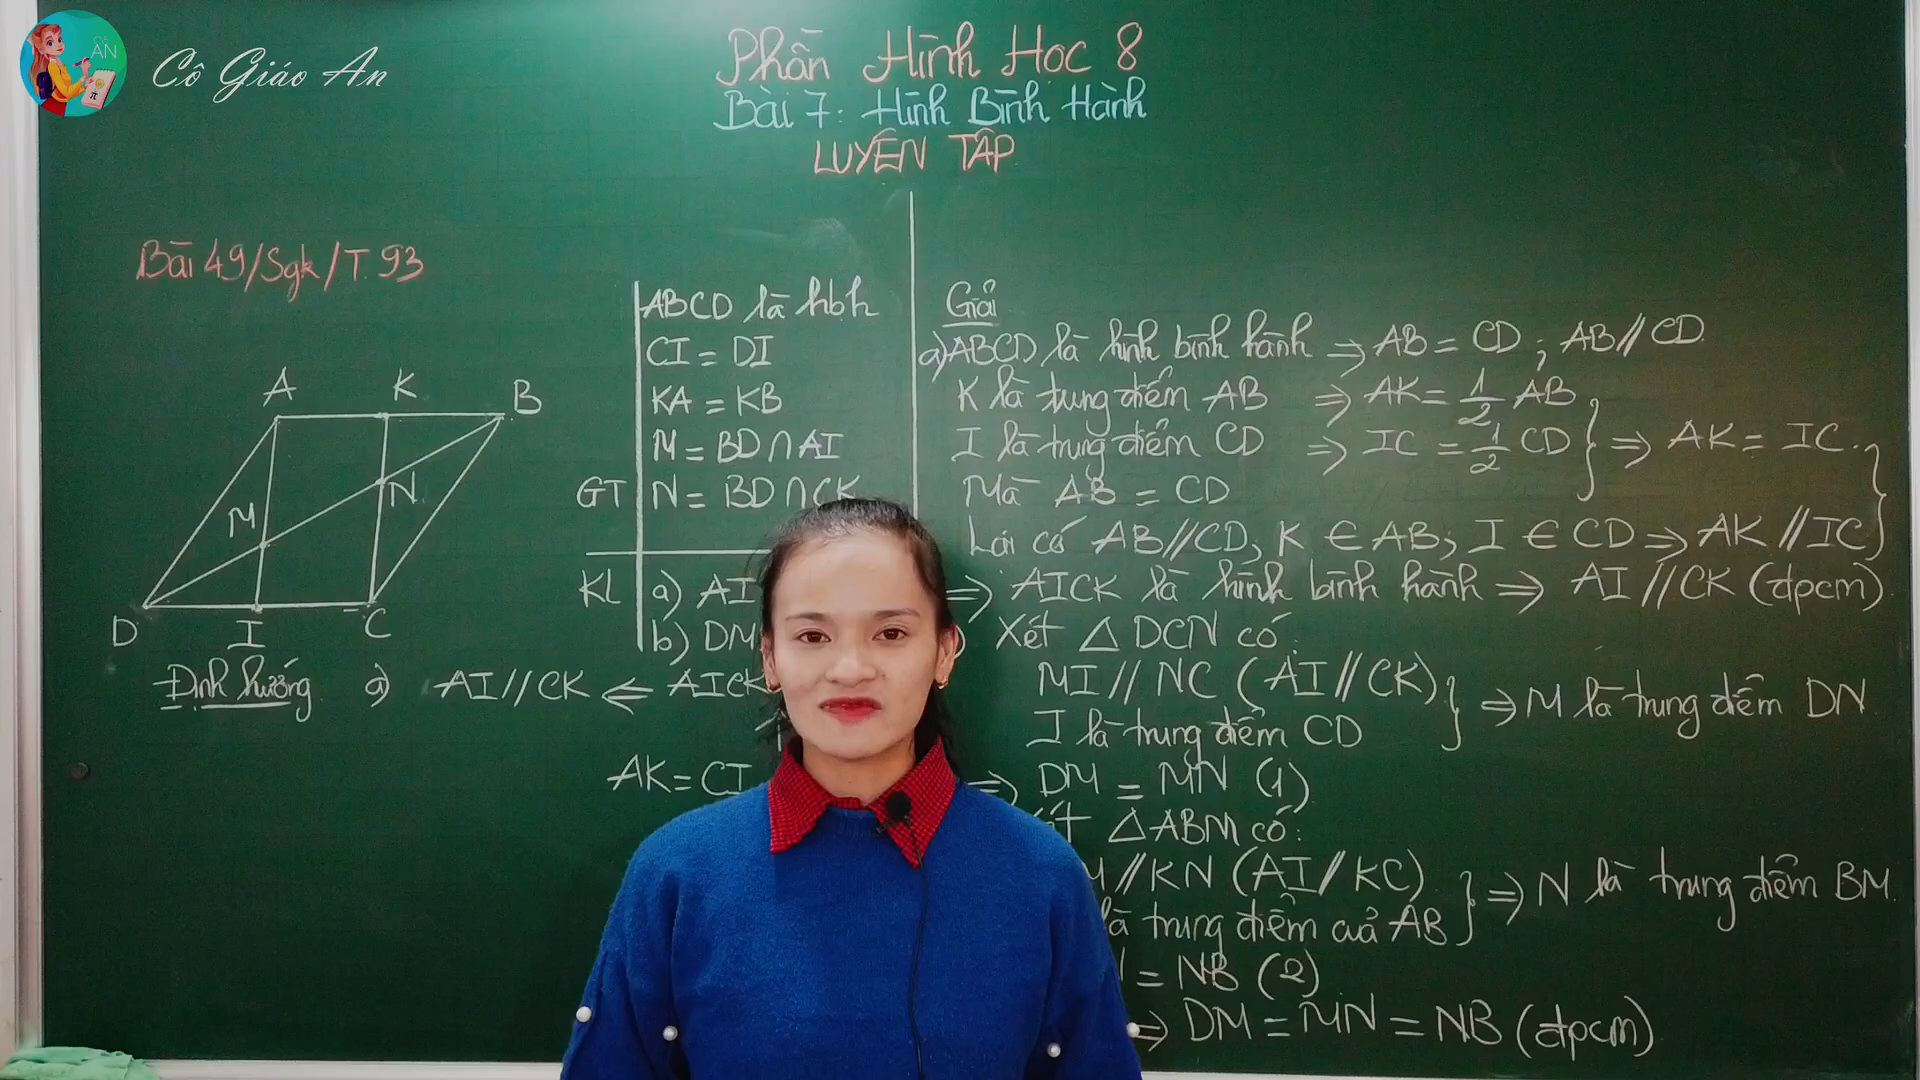 AN
Cô Giáo An
Phần Hình Học 8
Bài 7: Hình Bình Hành
LUYỆN TẬP
Bài 49/Sgk/T.93
A K B
M N
D I C
ABCD là hbh
CI = DI
KA = KB
M = BD ∩ AI
GT N = BD ∩ CK
KL a) AI
b) DM
Định hướng a) AI // CK ⇐ AICK
AK = CI
Giải
a) ABCD là hình bình hành ⇒ AB = CD ; AB // CD.
K là trung điểm AB ⇒ AK = 1/2 AB
I là trung điểm CD ⇒ IC = 1/2 CD } ⇒ AK = IC.
Mà AB = CD
Lại có AB // CD, K ∈ AB, I ∈ CD ⇒ AK // IC }
⇒ AICK là hình bình hành ⇒ AI // CK (đpcm).
) Xét △ DCN có:
MI // NC (AI // CK) } ⇒ M là trung điểm DN.
I là trung điểm CD
⇒ DM = MN (1)
△ ABM có:
// KN (AI // KC) } ⇒ N là trung điểm BM.
là trung điểm của AB
= NB (2)
⇒ DM = MN = NB (đpcm)